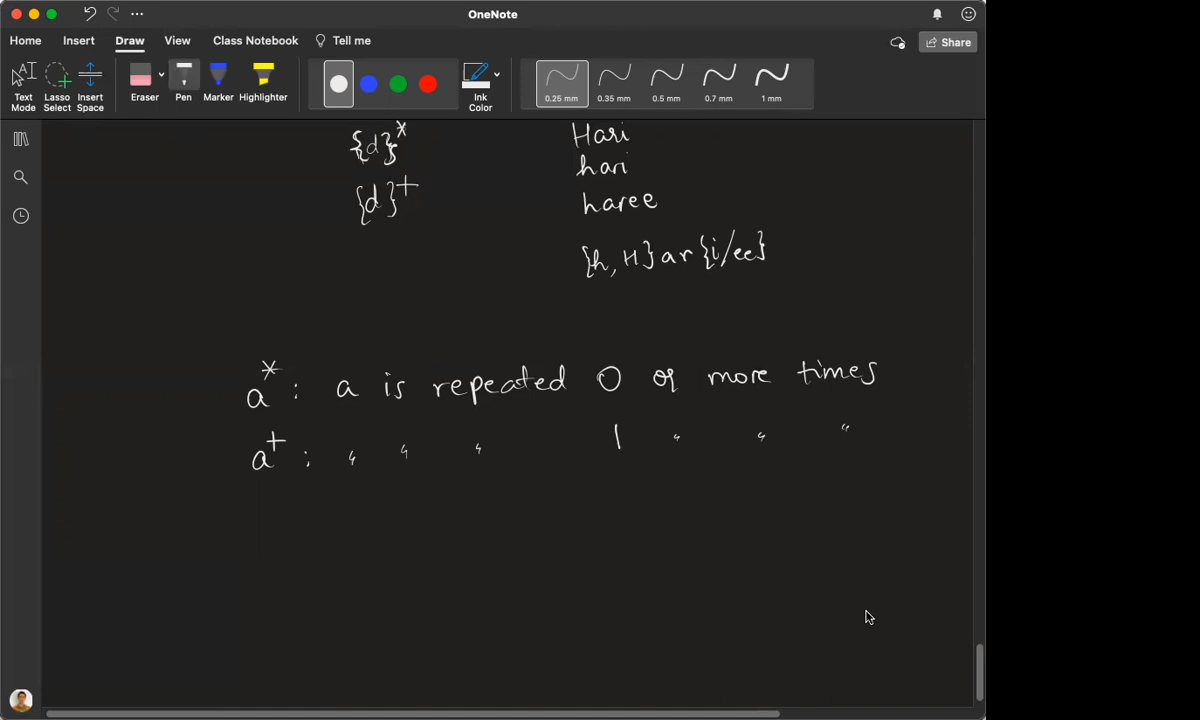 OneNote
Home Insert Draw View Class Notebook Tell me
Share
Text Mode
Lasso Select
Insert Space
Eraser
Pen
Marker
Highlighter
Ink Color
0.25 mm
0.35 mm
0.5 mm
0.7 mm
1 mm
{d}*
{d}+
Hari
hari
haree
{h, H}ar{i/ee}
a* : a is repeated 0 or more times
a+ : " " " 1 " " "